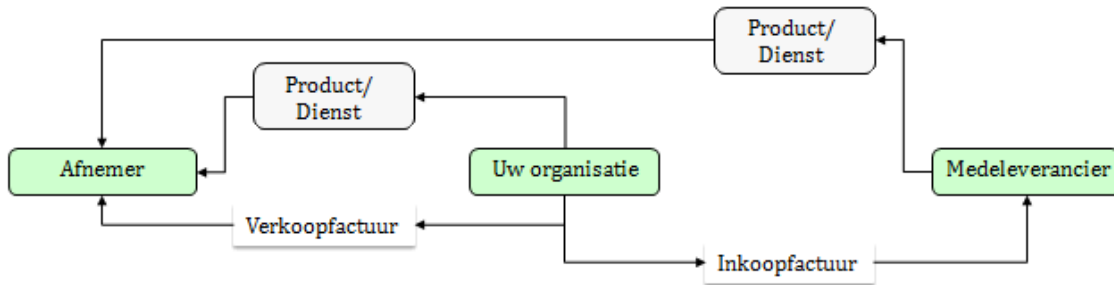 Product/
Dienst
Product/
Dienst
Afnemer
Uw organisatie
Medeleverancier
Verkoopfactuur
Inkoopfactuur